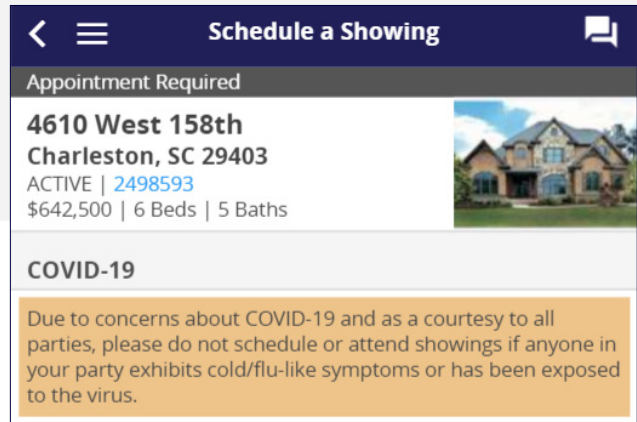 Schedule a Showing
Appointment Required
4610 West 158th
Charleston, SC 29403
ACTIVE | 2498593
$642,500 | 6 Beds | 5 Baths
COVID-19
Due to concerns about COVID-19 and as a courtesy to all
parties, please do not schedule or attend showings if anyone in
your party exhibits cold/flu-like symptoms or has been exposed
to the virus.